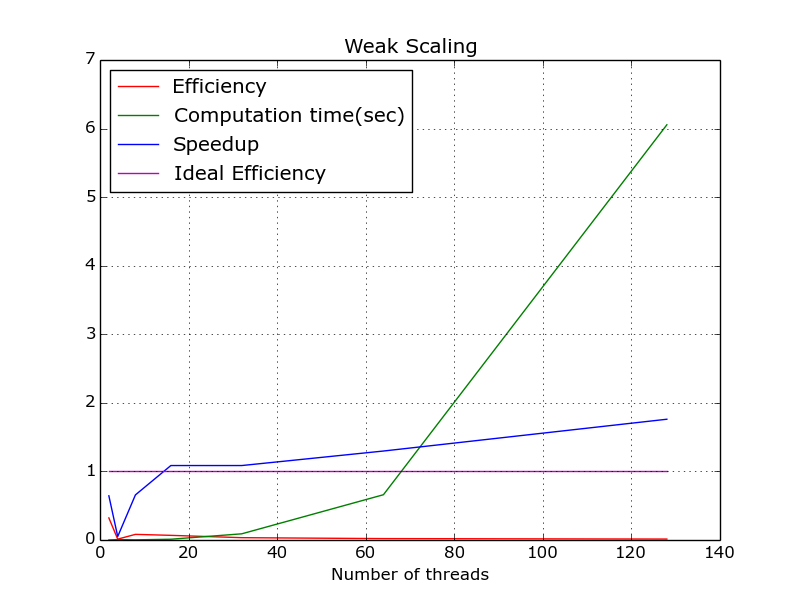 Weak Scaling
7
6
5
4
3
2
1
0
Efficiency
Computation time(sec)
Speedup
Ideal Efficiency
0 20 40 60 80 100 120 140
Number of threads